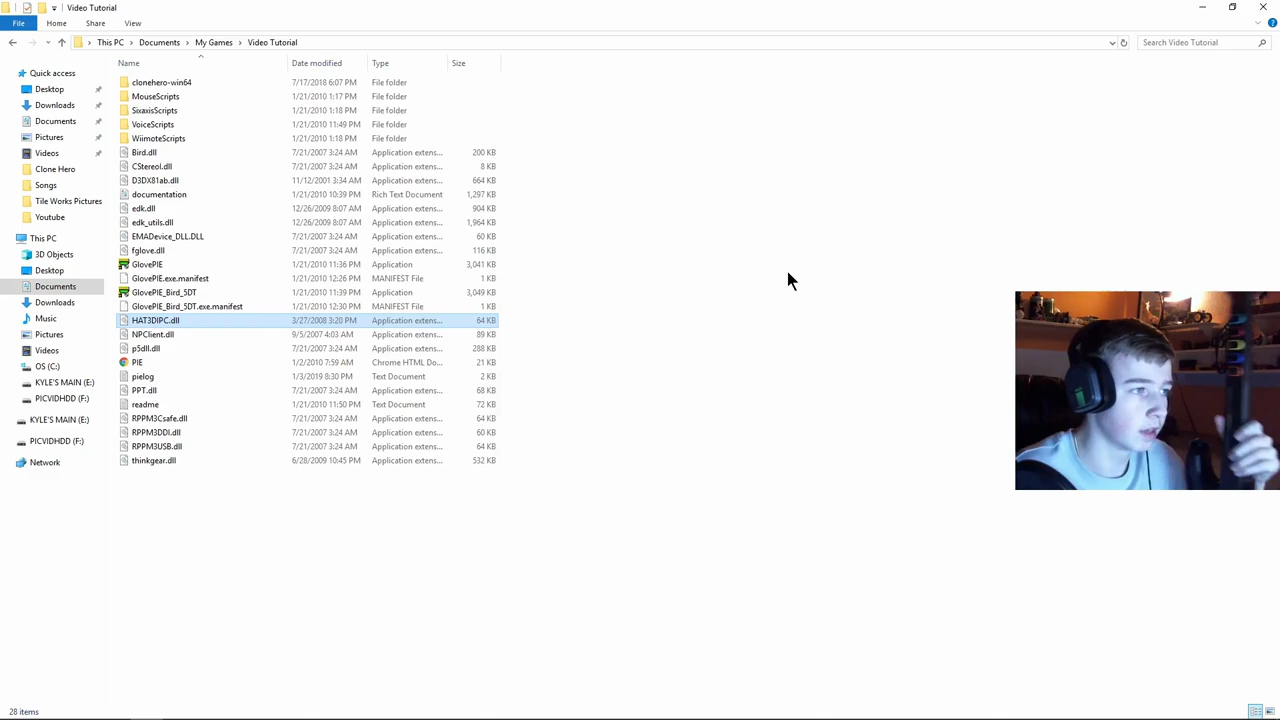 Video Tutorial
File Home Share View
This PC Documents My Games Video Tutorial Search Video Tutorial
Name Date modified Type Size
Quick access
Desktop
Downloads
Documents
Pictures
Videos
Clone Hero
Songs
Tile Works Pictures
Youtube
This PC
3D Objects
Desktop
Documents
Downloads
Music
Pictures
Videos
OS (C:)
KYLE'S MAIN (E:)
PICVIDHDD (F:)
KYLE'S MAIN (E:)
PICVIDHDD (F:)
Network
clonehero-win64 7/17/2018 6:07 PM File folder
MouseScripts 1/21/2010 1:17 PM File folder
SixaxisScripts 1/21/2010 1:18 PM File folder
VoiceScripts 1/21/2010 11:49 PM File folder
WiimoteScripts 1/21/2010 1:18 PM File folder
Bird.dll 7/21/2007 3:24 AM Application extens... 200 KB
CStereol.dll 7/21/2007 3:24 AM Application extens... 8 KB
D3DX81ab.dll 11/12/2001 3:34 AM Application extens... 664 KB
documentation 1/21/2010 10:39 PM Rich Text Document 1,297 KB
edk.dll 12/26/2009 8:07 AM Application extens... 904 KB
edk_utils.dll 12/26/2009 8:07 AM Application extens... 1,964 KB
EMADevice_DLL.DLL 7/21/2007 3:24 AM Application extens... 60 KB
fglove.dll 7/21/2007 3:24 AM Application extens... 116 KB
GlovePIE 1/21/2010 11:36 PM Application 3,041 KB
GlovePIE.exe.manifest 1/21/2010 12:26 PM MANIFEST File 1 KB
GlovePIE_Bird_5DT 1/21/2010 11:39 PM Application 3,049 KB
GlovePIE_Bird_5DT.exe.manifest 1/21/2010 12:30 PM MANIFEST File 1 KB
HAT3DIPC.dll 3/27/2008 3:20 PM Application extens... 64 KB
NPClient.dll 9/5/2007 4:03 AM Application extens... 89 KB
p5dll.dll 7/21/2007 3:24 AM Application extens... 288 KB
PIE 1/2/2010 7:59 AM Chrome HTML Do... 21 KB
pielog 1/3/2019 8:30 PM Text Document 2 KB
PPT.dll 7/21/2007 3:24 AM Application extens... 68 KB
readme 1/21/2010 11:50 PM Text Document 72 KB
RPPM3Csafe.dll 7/21/2007 3:24 AM Application extens... 64 KB
RPPM3DDI.dll 7/21/2007 3:24 AM Application extens... 60 KB
RPPM3USB.dll 7/21/2007 3:24 AM Application extens... 64 KB
thinkgear.dll 6/28/2009 10:45 PM Application extens... 532 KB
28 items